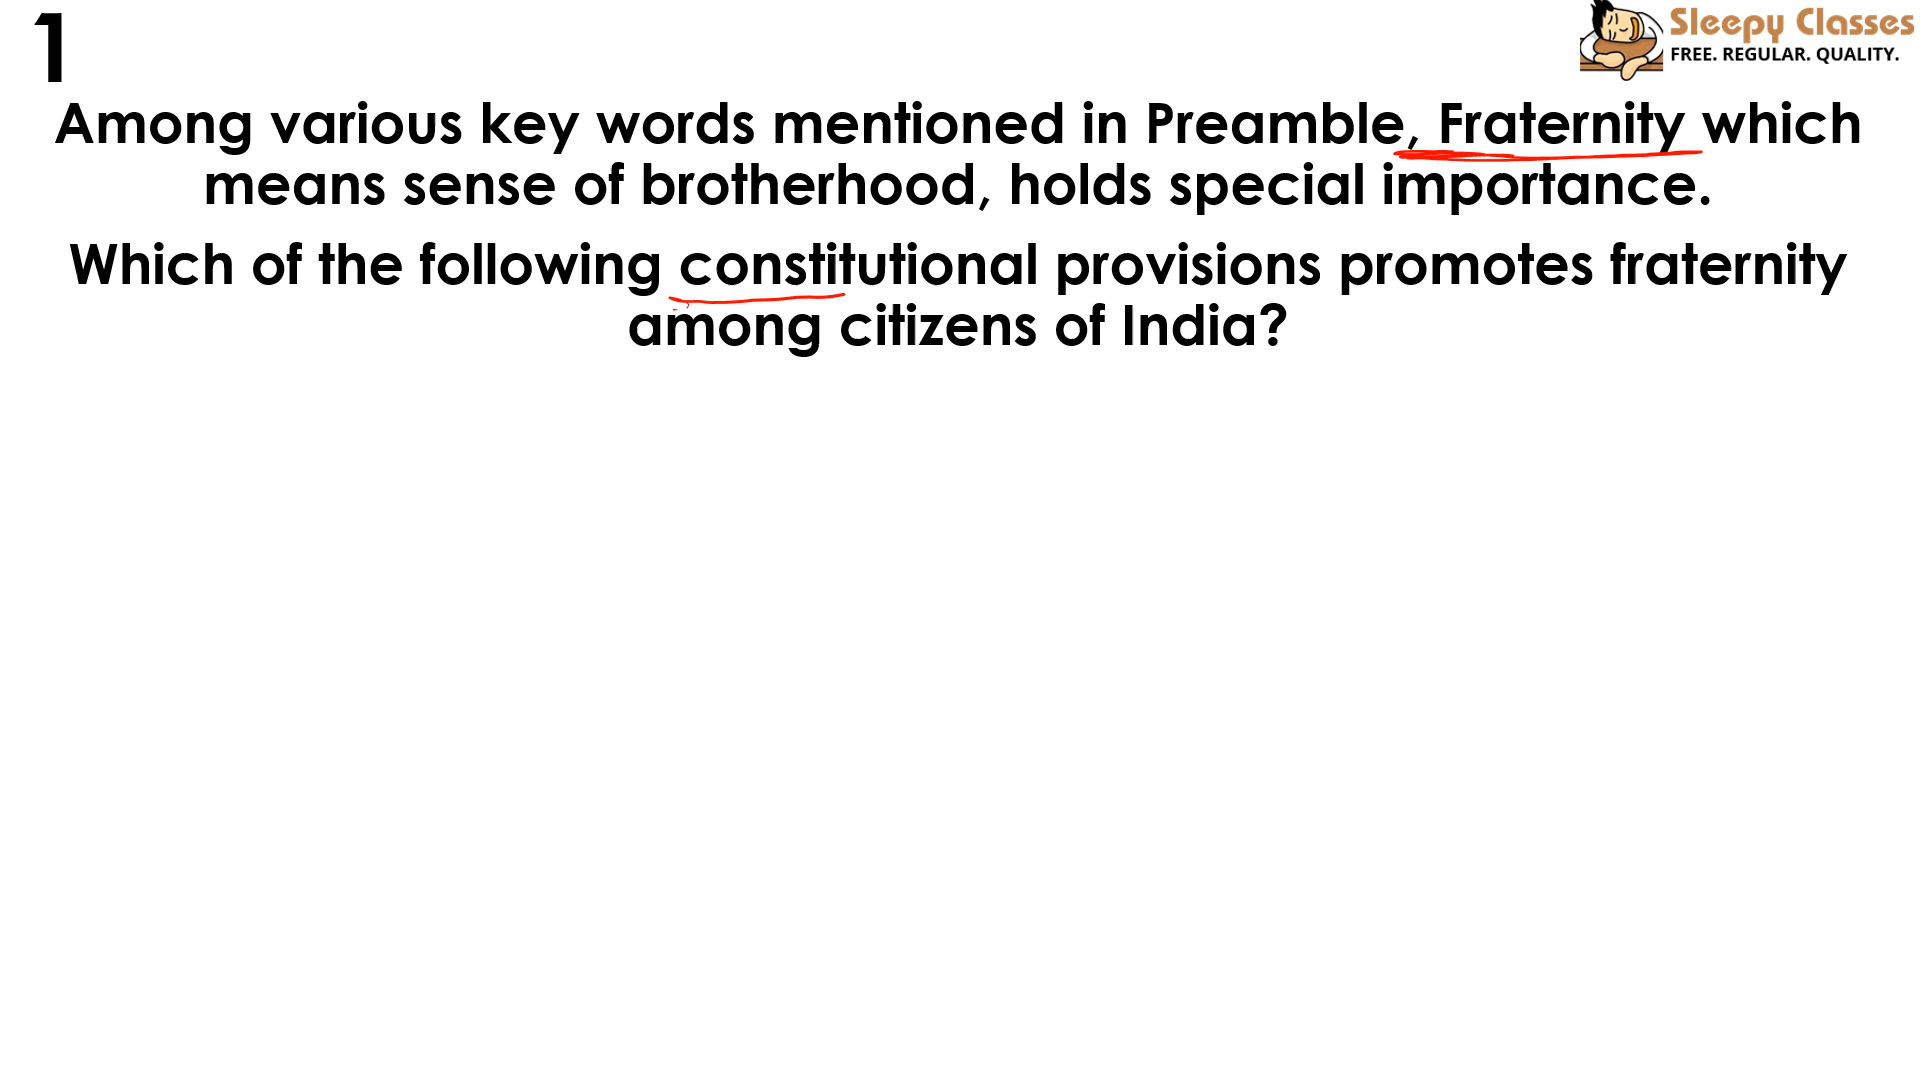 1
Sleepy Classes
FREE. REGULAR. QUALITY.
Among various key words mentioned in Preamble, Fraternity which
means sense of brotherhood, holds special importance.
Which of the following constitutional provisions promotes fraternity
among citizens of India?